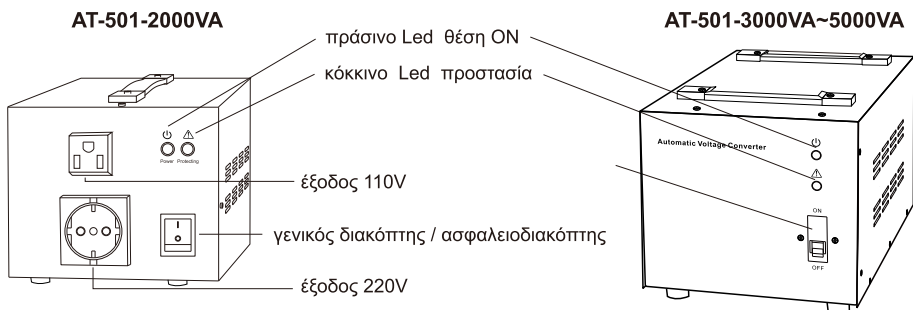 AT-501-2000VA
AT-501-3000VA~5000VA
πράσινο Led θέση ON
κόκκινο Led προστασία
Power Protecting
Automatic Voltage Converter
έξοδος 110V
ON
γενικός διακόπτης / ασφαλειοδιακόπτης
OFF
έξοδος 220V